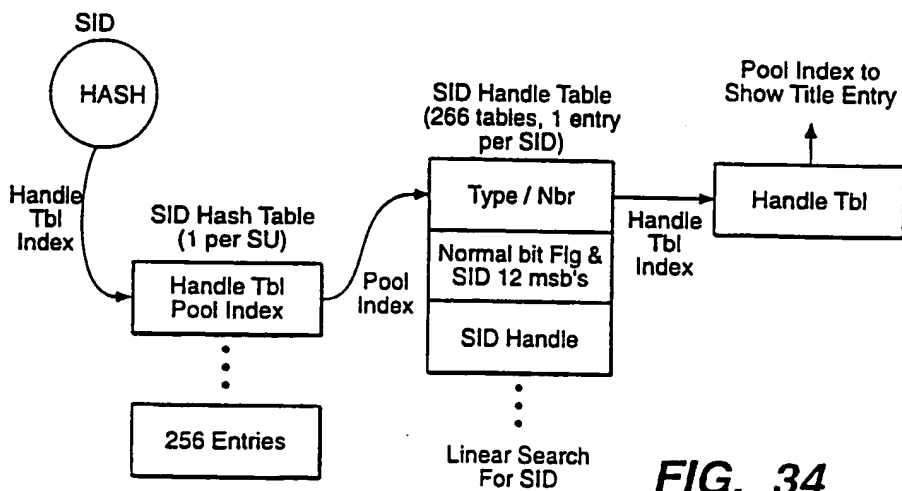 SID
HASH
Handle
Tbl
Index
SID Hash Table
(1 per SU)
Handle Tbl
Pool Index
256 Entries
Pool
Index
SID Handle Table
(266 tables, 1 entry
per SID)
Type / Nbr
Normal bit Flg &
SID 12 msb's
SID Handle
Linear Search
For SID
Handle
Tbl
Index
Pool Index to
Show Title Entry
Handle Tbl
FIG. 34